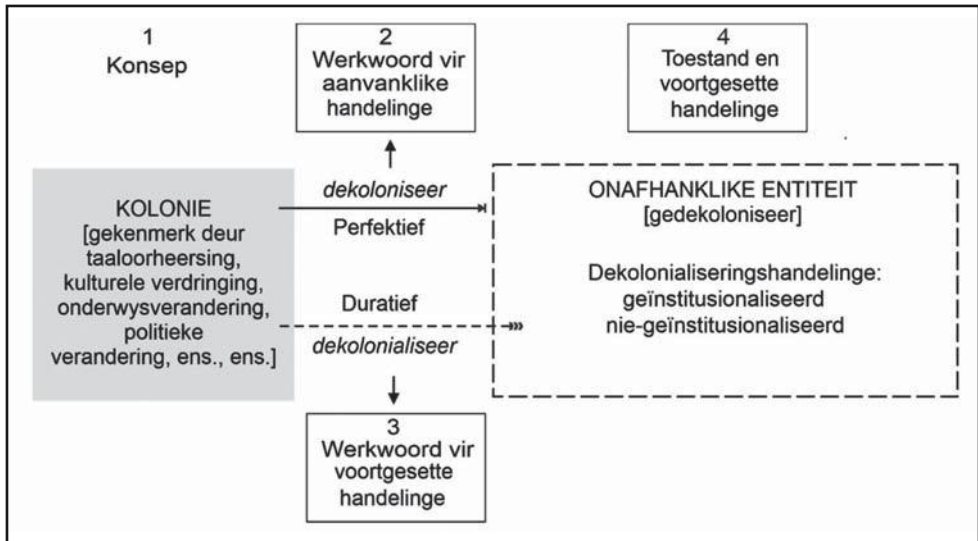 1
Konsep
2
Werkwoord vir
aanvanklike
handelinge
4
Toestand en
voortgesette
handelinge
KOLONIE
[gekenmerk deur
taaloorheersing,
kulturele verdringing,
onderwysverandering,
politieke
verandering, ens., ens.]
dekoloniseer
Perfektief
Duratief
dekolonialiseer
ONAFHANKLIKE ENTITEIT
[gedekoloniseer]
Dekolonialiseringshandelinge:
geïnstitusionaliseerd
nie-geïnstitusionaliseerd
3
Werkwoord vir
voortgesette
handelinge